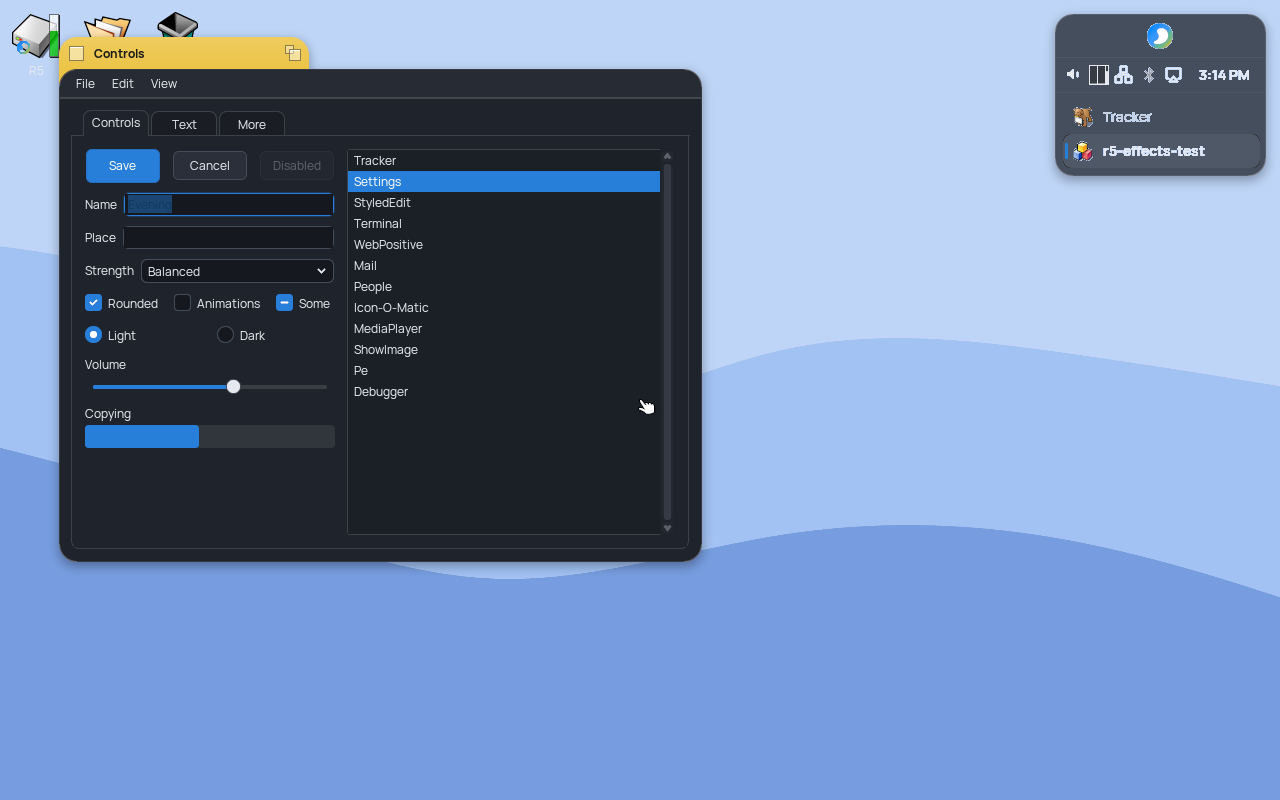 R5
Controls
File Edit View
Controls Text More
Save Cancel Disabled
Name Evening
Place
Strength Balanced
Rounded Animations Some
Light Dark
Volume
Copying
Tracker
Settings
StyledEdit
Terminal
WebPositive
Mail
People
Icon-O-Matic
MediaPlayer
ShowImage
Pe
Debugger
3:14 PM
Tracker
r5-effects-test